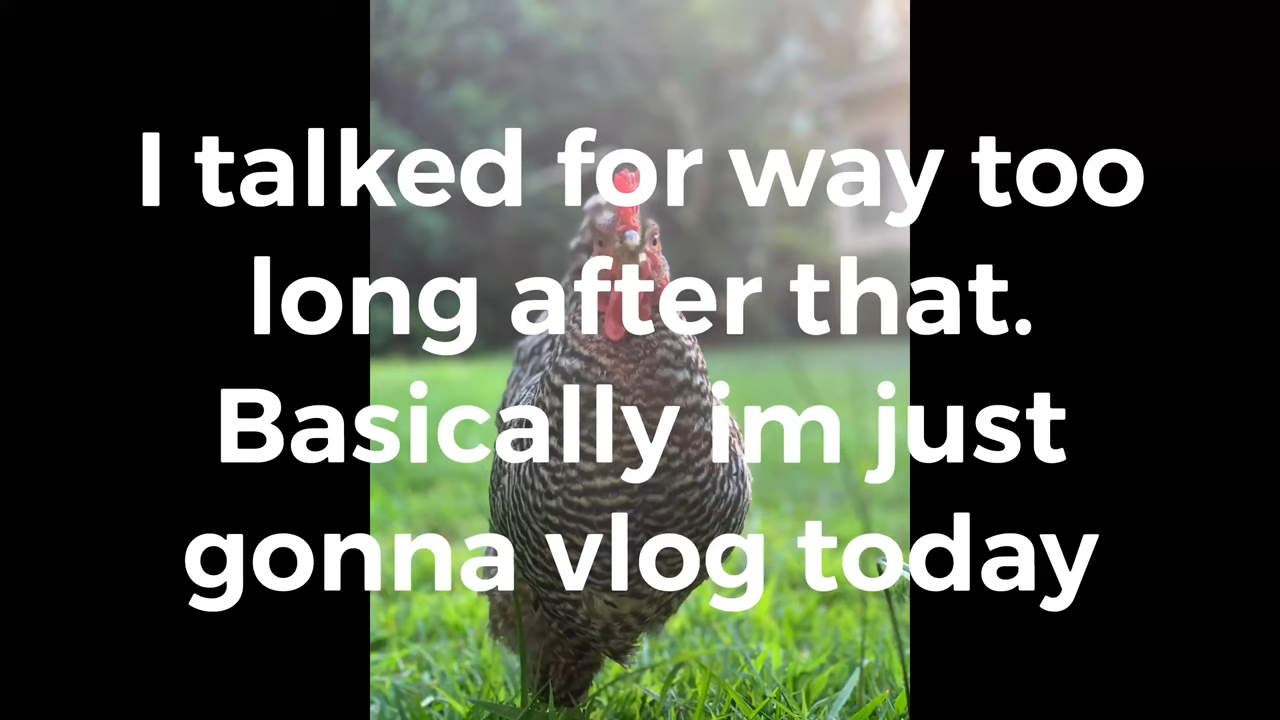 I talked for way too
long after that.
Basically im just
gonna vlog today